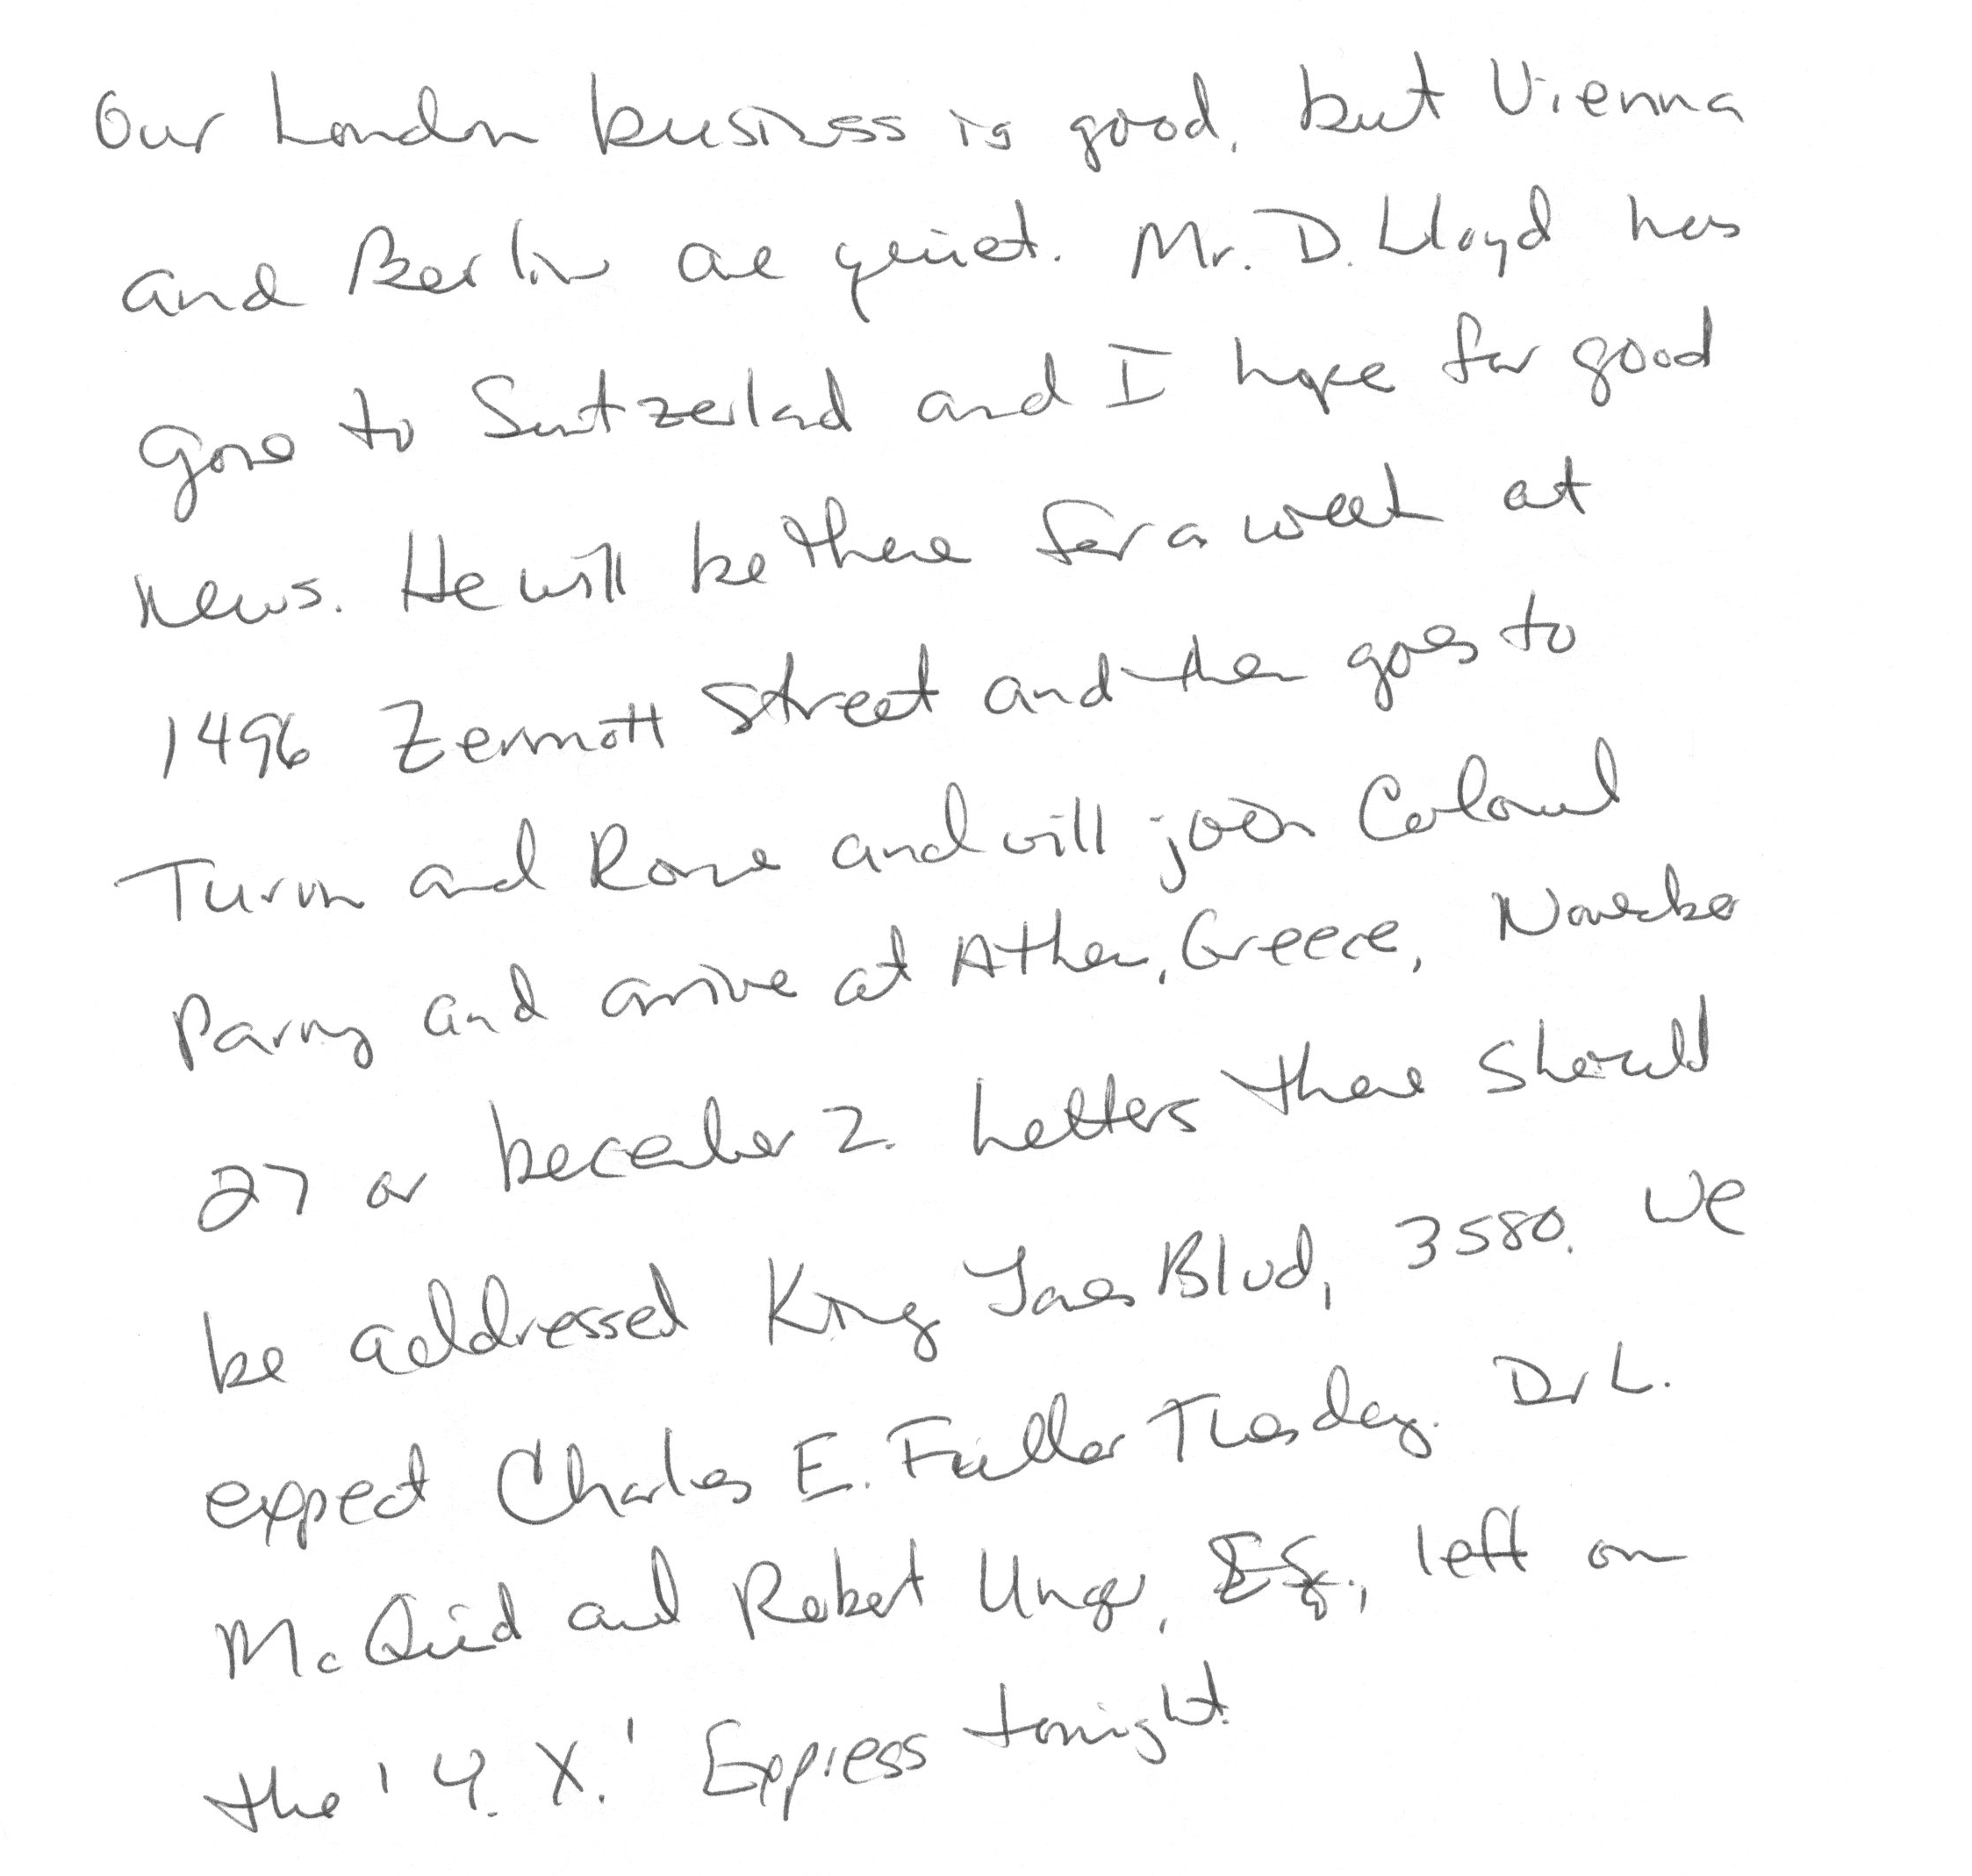 Our London business is good, but Vienna
and Berlin are quiet. Mr. D. Lloyd has
gone to Switzerland and I hope for good
news. He will be there for a week at
1496 Zermott Street and then goes to
Turin and Rome and will join Colonel
Parry and arrive at Athens, Greece, November
27 or December 2. Letters there should
be addressed King James Blvd, 3580. We
expect Charles E. Fuller Tuesday. Dr L.
McQuid and Robert Unger, Esq., left on
the 'Y. X.' Express tonight.